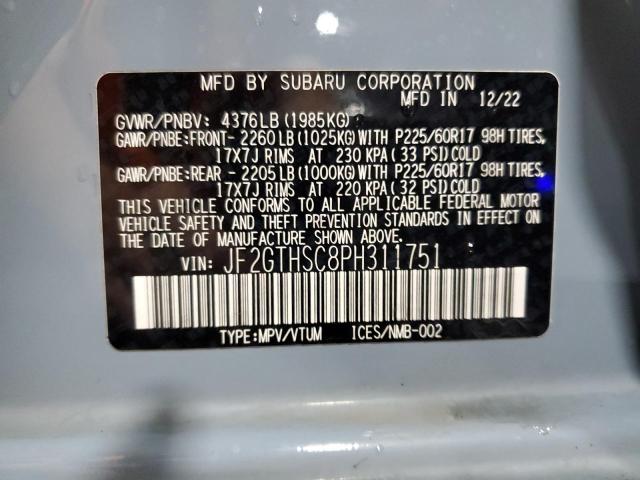 MFD BY SUBARU CORPORATION
MFD IN 12/22
GVWR/PNBV: 4376LB (1985KG)
GAWR/PNBE:FRONT- 2260LB (1025KG) WITH P225/60R17 98H TIRES,
17X7J RIMS AT 230 KPA (33 PSI) COLD
GAWR/PNBE:REAR - 2205LB (1000KG) WITH P225/60R17 98H TIRES,
17X7J RIMS AT 220 KPA (32 PSI) COLD
THIS VEHICLE CONFORMS TO ALL APPLICABLE FEDERAL MOTOR
VEHICLE SAFETY AND THEFT PREVENTION STANDARDS IN EFFECT ON
THE DATE OF MANUFACTURE SHOWN ABOVE.
VIN: JF2GTHSC8PH311751
TYPE:MPV/VTUM ICES/NMB-002